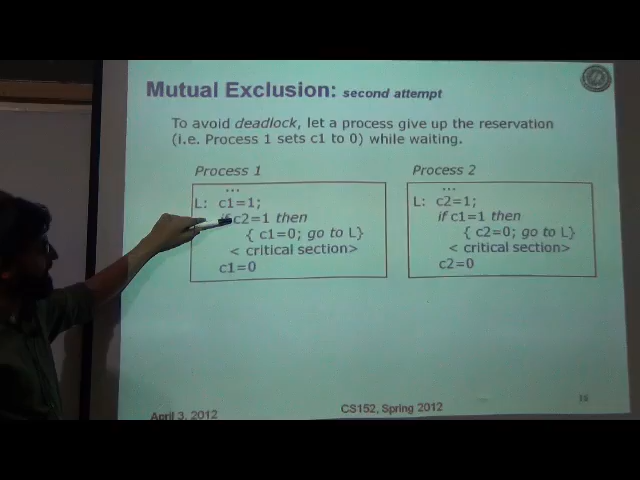 Mutual Exclusion: second attempt
To avoid deadlock, let a process give up the reservation
(i.e. Process 1 sets c1 to 0) while waiting.
Process 1
...
L: c1=1;
if c2=1 then
{ c1=0; go to L}
< critical section>
c1=0
Process 2
...
L: c2=1;
if c1=1 then
{ c2=0; go to L}
< critical section>
c2=0
April 3, 2012
CS152, Spring 2012